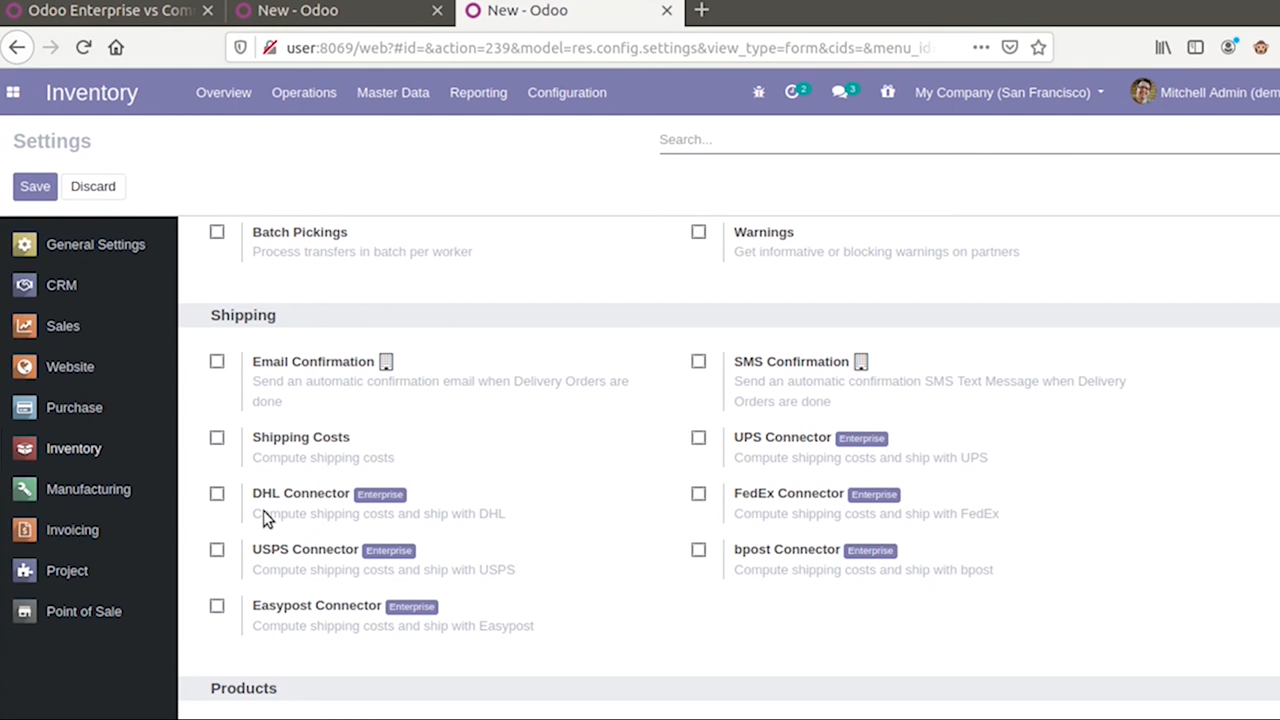 Odoo Enterprise vs Com
New - Odoo
New - Odoo
user:8069/web?#id=&action=239&model=res.config.settings&view_type=form&cids=&menu_id
Inventory
Overview
Operations
Master Data
Reporting
Configuration
2
3
My Company (San Francisco)
Mitchell Admin (dem
Settings
Search...
Save
Discard
General Settings
CRM
Sales
Website
Purchase
Inventory
Manufacturing
Invoicing
Project
Point of Sale
Batch Pickings
Process transfers in batch per worker
Warnings
Get informative or blocking warnings on partners
Shipping
Email Confirmation
Send an automatic confirmation email when Delivery Orders are
done
SMS Confirmation
Send an automatic confirmation SMS Text Message when Delivery
Orders are done
Shipping Costs
Compute shipping costs
UPS Connector Enterprise
Compute shipping costs and ship with UPS
DHL Connector Enterprise
Compute shipping costs and ship with DHL
FedEx Connector Enterprise
Compute shipping costs and ship with FedEx
USPS Connector Enterprise
Compute shipping costs and ship with USPS
bpost Connector Enterprise
Compute shipping costs and ship with bpost
Easypost Connector Enterprise
Compute shipping costs and ship with Easypost
Products